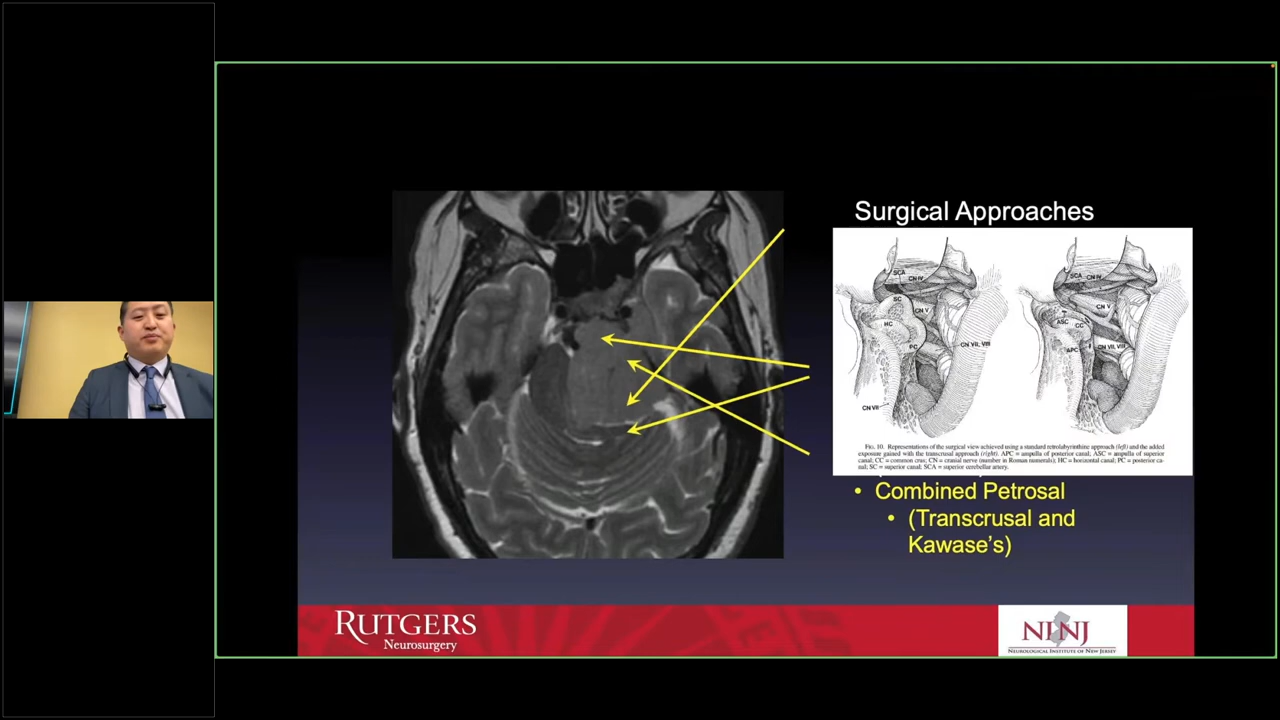 Surgical Approaches
SCA
CN IV
SC
CN V
HC
PC
CN VII, VIII
CN VII
SCA
CN IV
CN V
ASC
CC
APC
CN VII, VIII
FIG. 10. Representations of the surgical view achieved using a standard retrolabyrinthine approach (left) and the added
exposure gained with the transcrusal approach (right). APC = ampulla of posterior canal; ASC = ampulla of superior
canal; CC = common crus; CN = cranial nerve (number in Roman numerals); HC = horizontal canal; PC = posterior ca-
nal; SC = superior canal; SCA = superior cerebellar artery.
• Combined Petrosal
• (Transcrusal and
Kawase's)
RUTGERS
Neurosurgery
NINJ
NEUROLOGICAL INSTITUTE OF NEW JERSEY